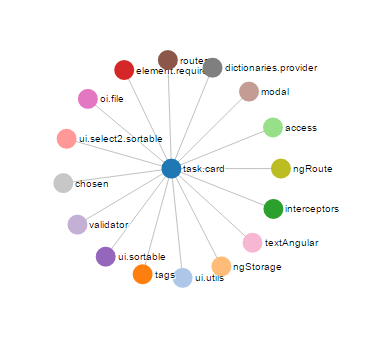 router
element.require
dictionaries.provider
oi.file
modal
ui.select2.sortable
access
task.card
ngRoute
chosen
interceptors
validator
textAngular
ui.sortable
tags
ui.utils
ngStorage